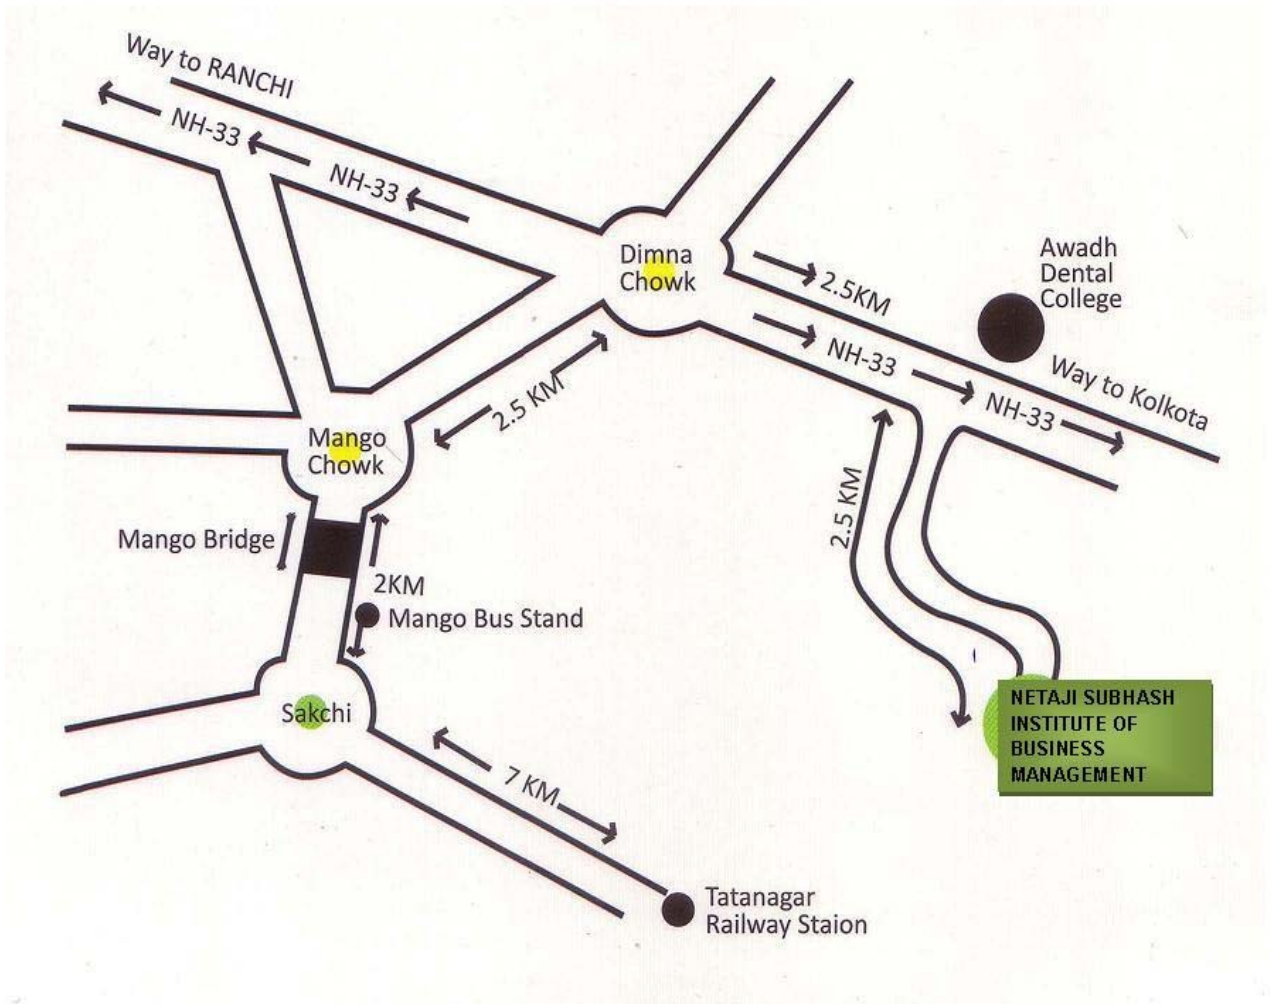 Way to RANCHI
NH-33
NH-33
Dimna
Chowk
2.5KM
Awadh
Dental
College
NH-33
Way to Kolkota
NH-33
2.5 KM
Mango
Chowk
2.5 KM
Mango Bridge
2KM
Mango Bus Stand
Sakchi
NETAJI SUBHASH
INSTITUTE OF
BUSINESS
MANAGEMENT
7 KM
Tatanagar
Railway Staion